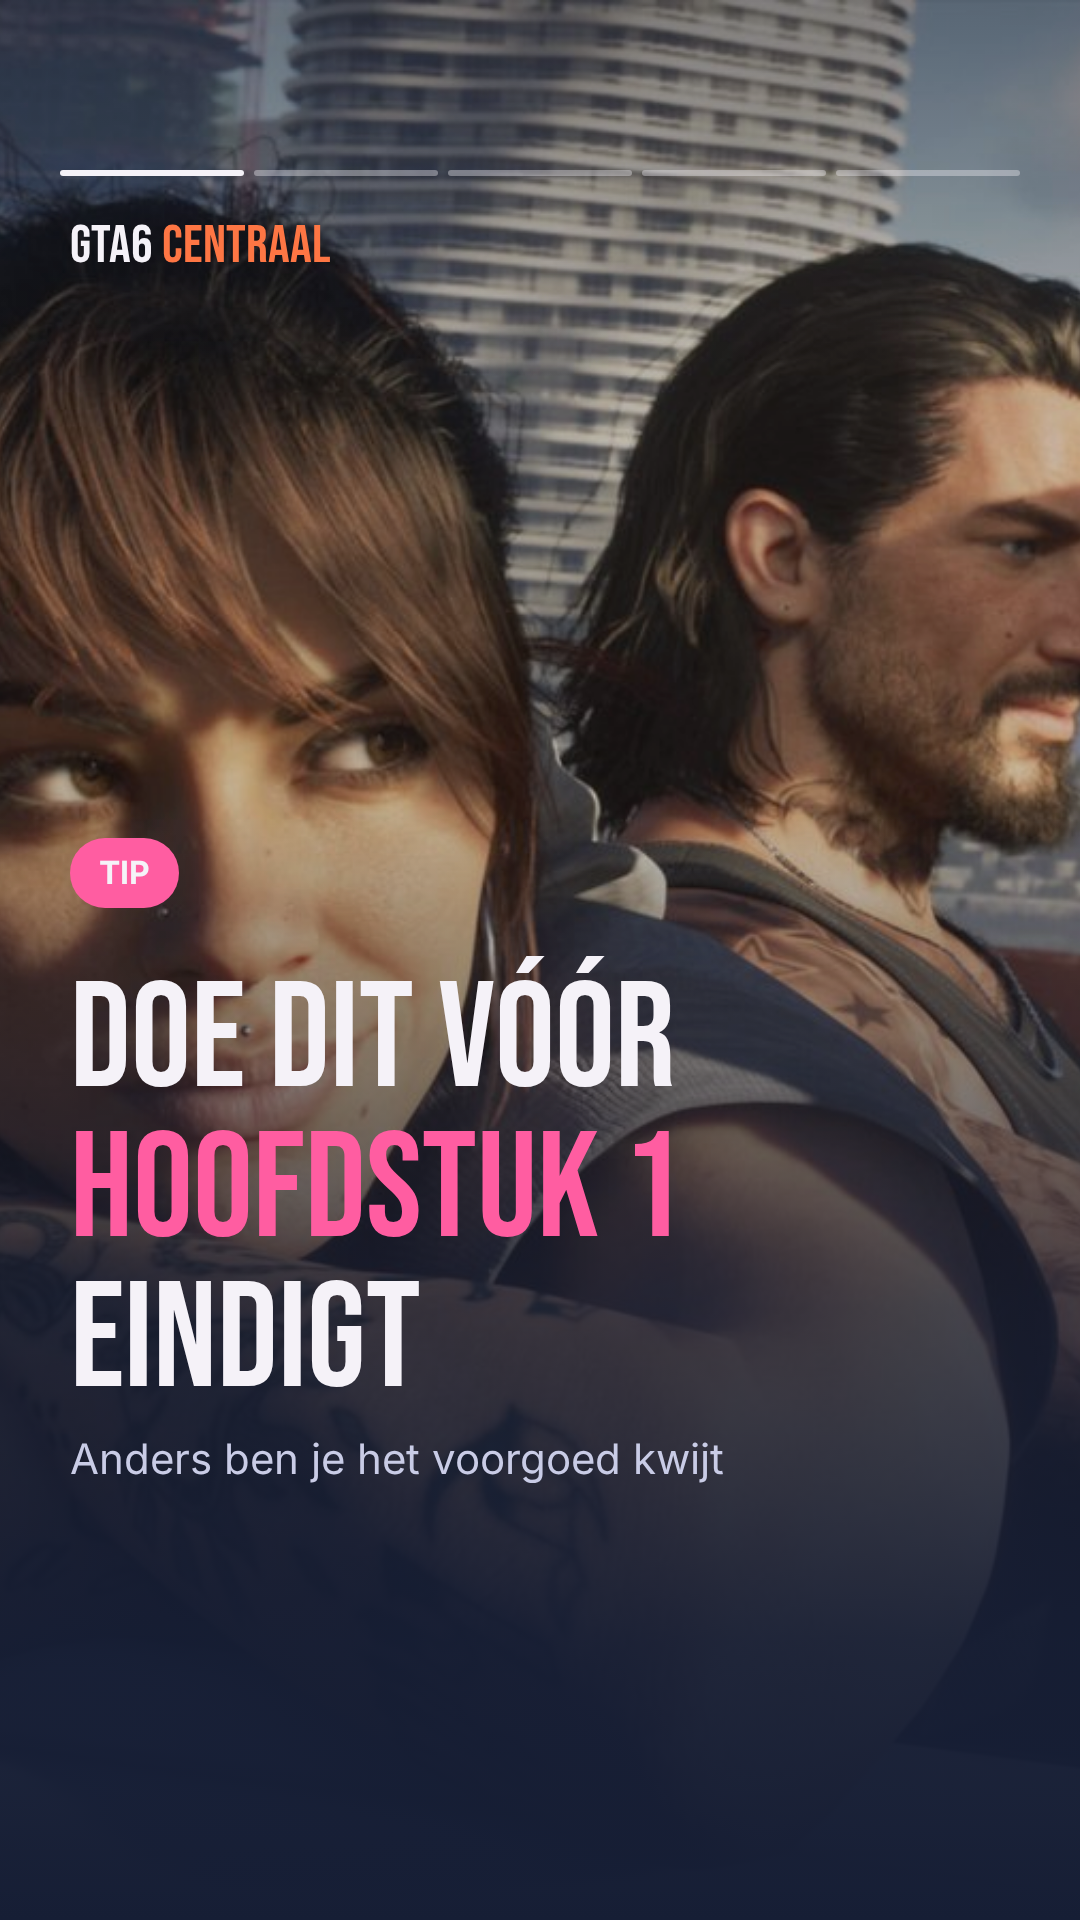 GTA6 CENTRAAL
TIP
DOE DIT VÓÓR
HOOFDSTUK 1
EINDIGT
Anders ben je het voorgoed kwijt